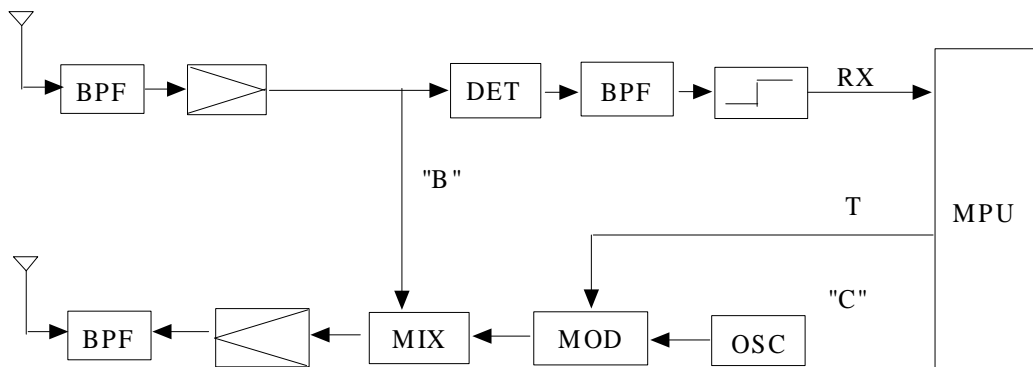 BPF
DET
BPF
RX
"B"
T
MPU
"C"
BPF
MIX
MOD
OSC